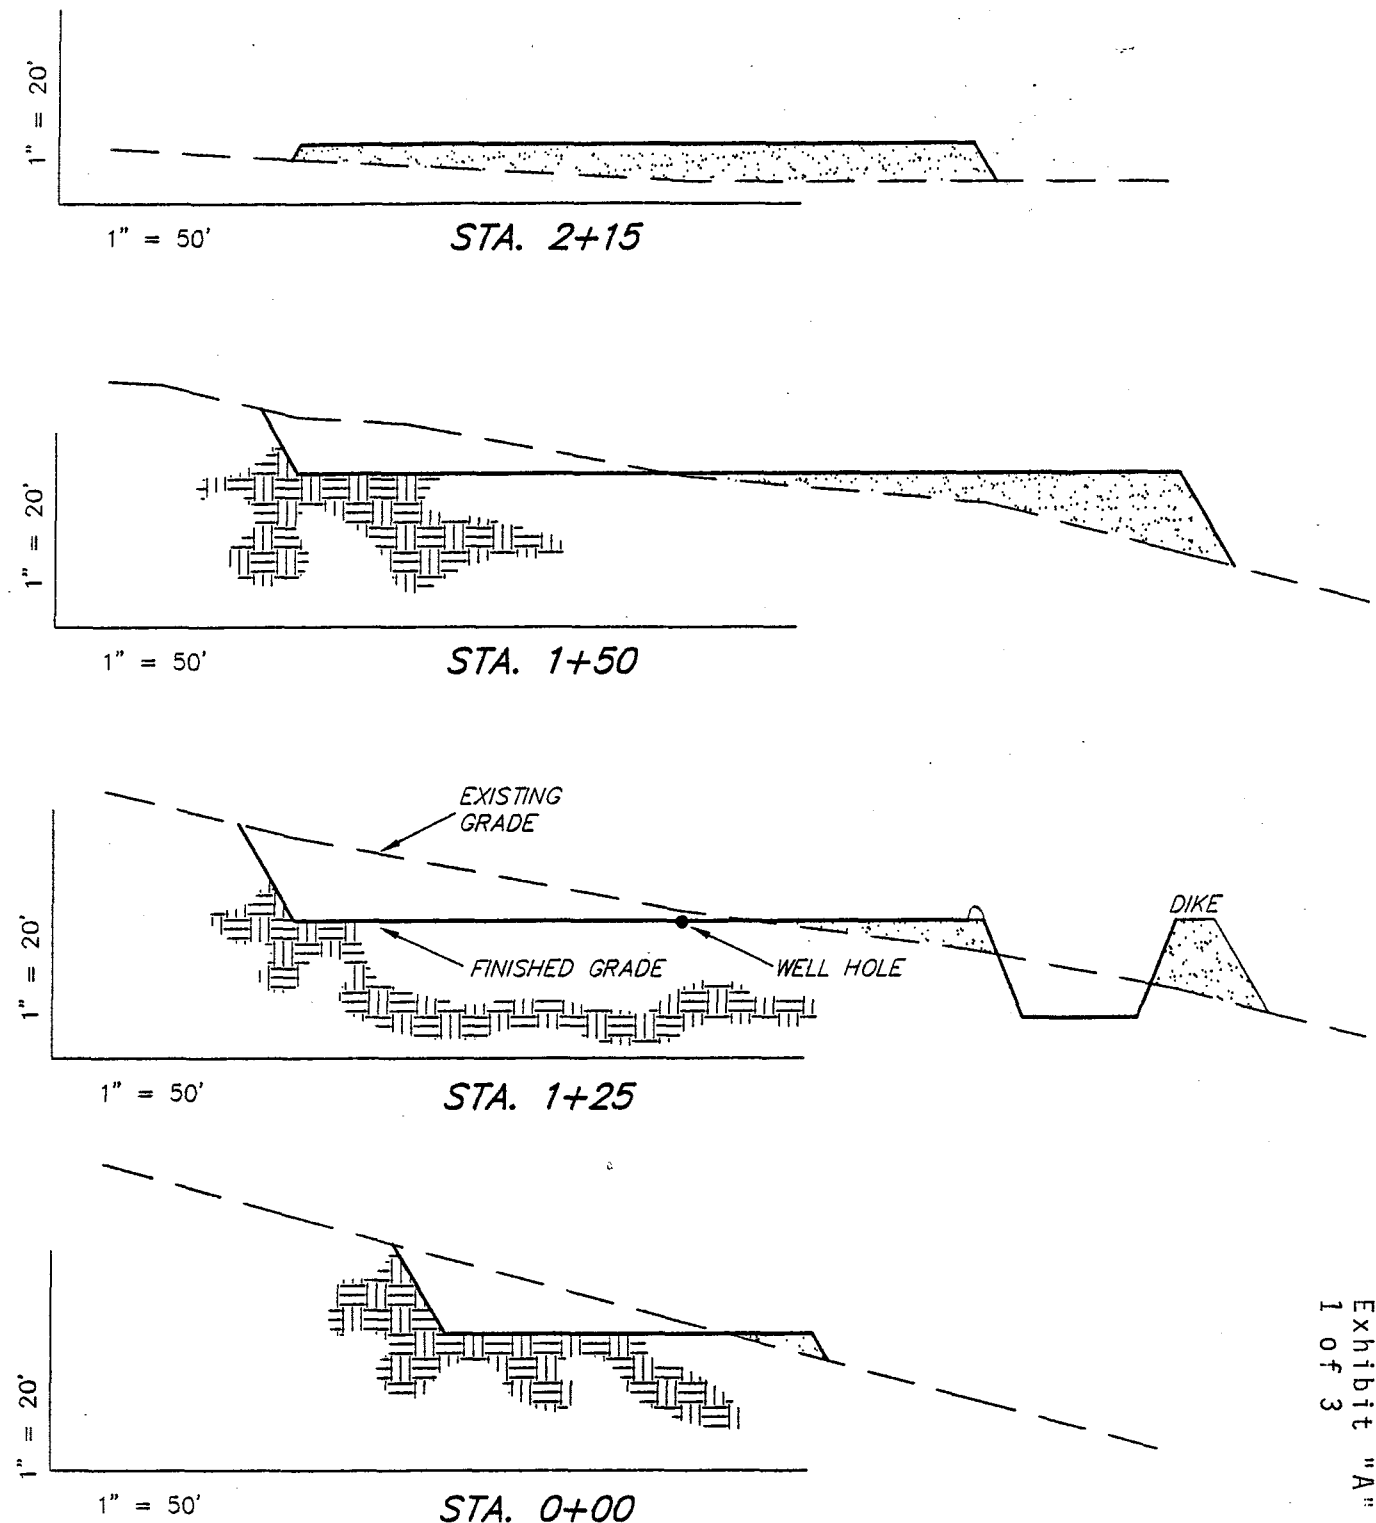 1" = 20'
1" = 50'
STA. 2+15
1" = 20'
1" = 50'
STA. 1+50
EXISTING
GRADE
DIKE
1" = 20'
FINISHED GRADE
WELL HOLE
1" = 50'
STA. 1+25
1" = 20'
1" = 50'
STA. 0+00
Exhibit "A"
1 of 3